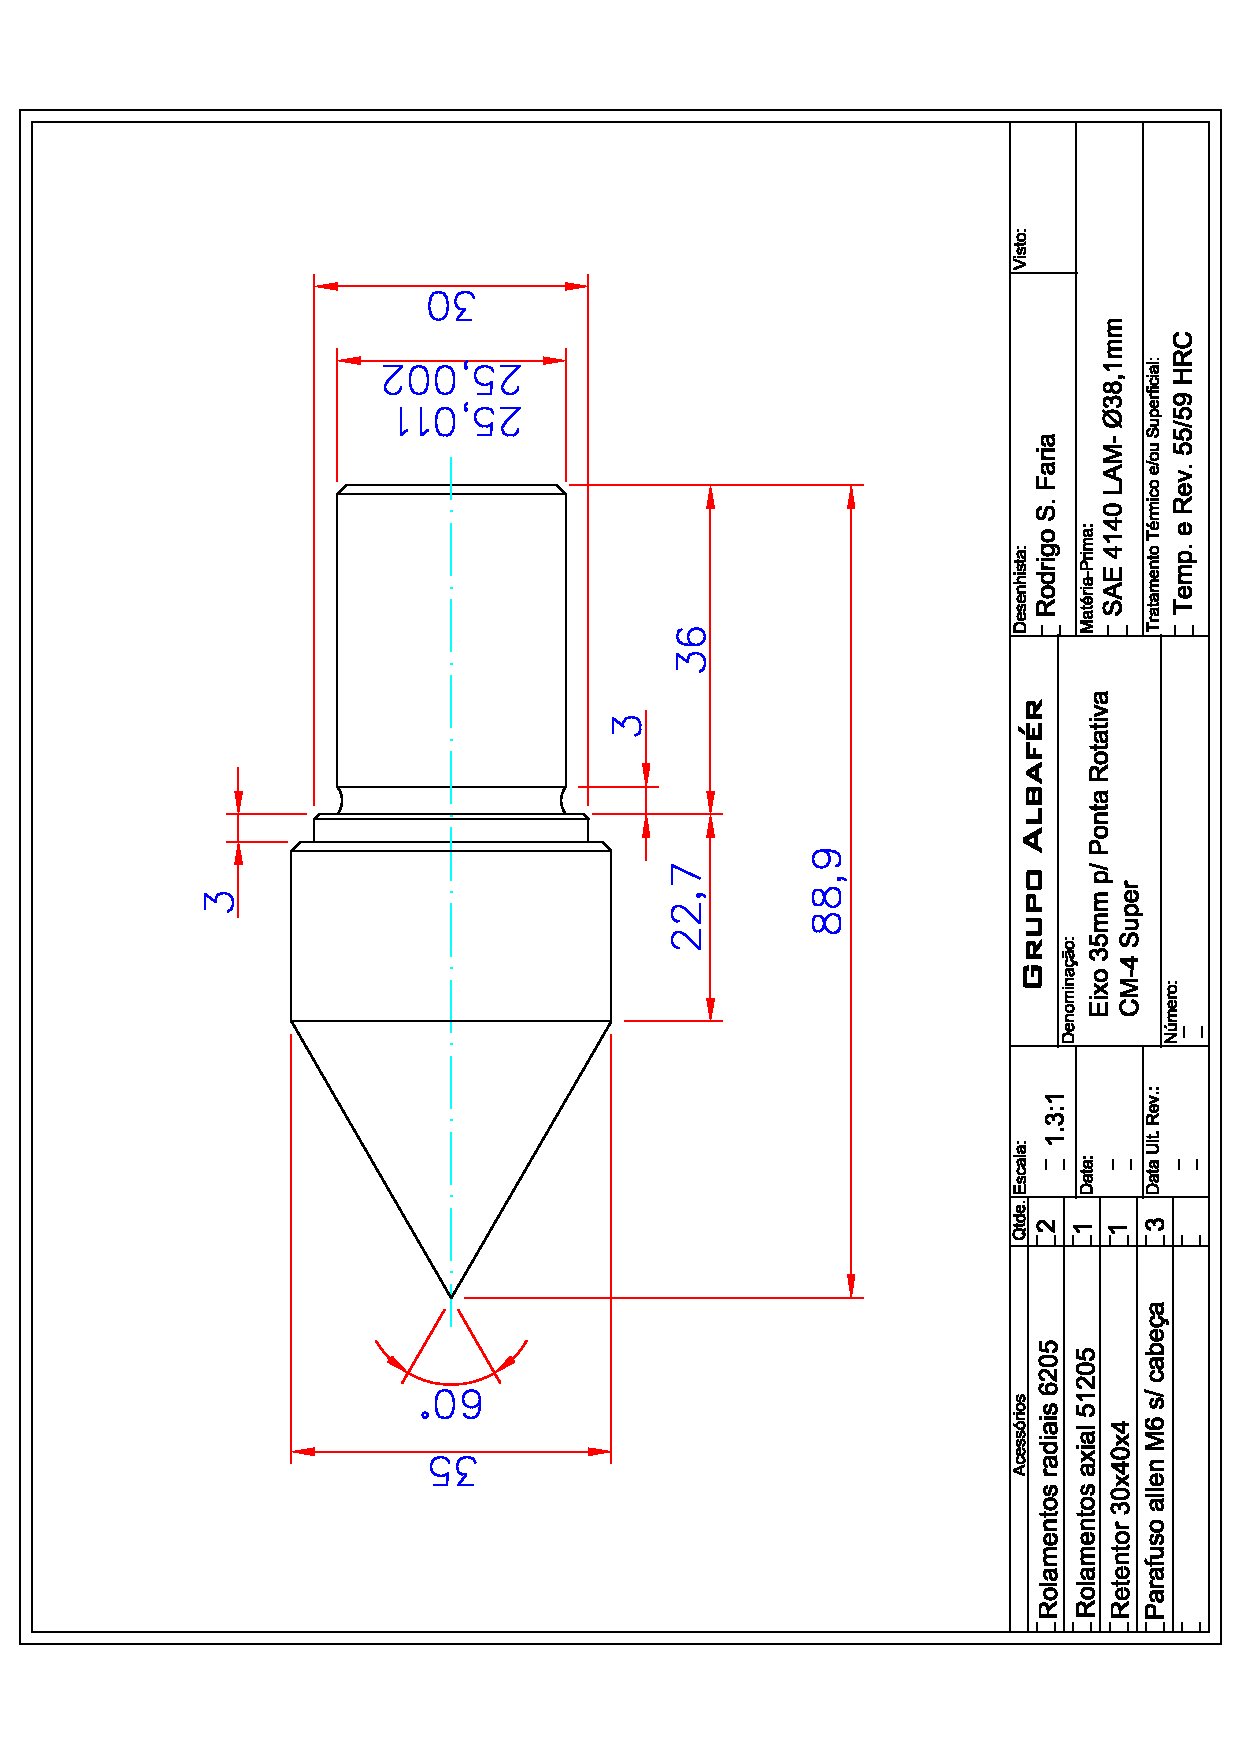 35
60°
30
25,011
25,002
3
22,7
3
36
88,9
Acessórios
Qtde.
Rolamentos radiais 6205
2
Rolamentos axial 51205
1
Retentor 30x40x4
1
Parafuso allen M6 s/ cabeça
3
Escala:
1.3:1
Data:
Data Ult. Rev.:
GRUPO ALBAFÉR
Denominação:
Eixo 35mm p/ Ponta Rotativa
CM-4 Super
Número:
Desenhista:
Rodrigo S. Faria
Visto:
Matéria-Prima:
SAE 4140 LAM- Ø38,1mm
Tratamento Térmico e/ou Superficial:
Temp. e Rev. 55/59 HRC